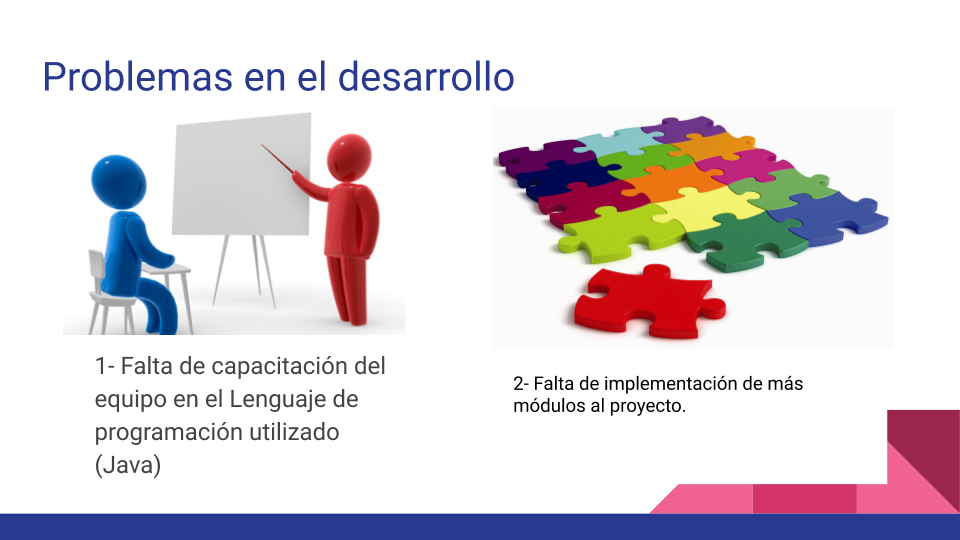 Problemas en el desarrollo
1- Falta de capacitación del
equipo en el Lenguaje de
programación utilizado
(Java)
2- Falta de implementación de más
módulos al proyecto.